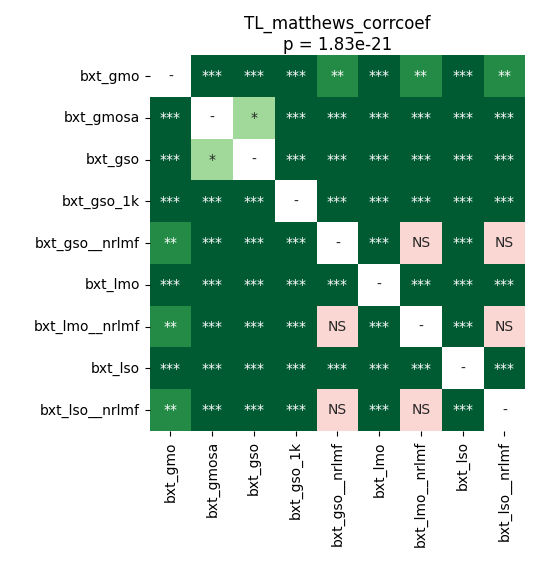 TL_matthews_corrcoef
p = 1.83e-21
bxt_gmo - *** *** *** ** *** ** *** **
bxt_gmosa *** - * *** *** *** *** *** ***
bxt_gso *** * - *** *** *** *** *** ***
bxt_gso_1k *** *** *** - *** *** *** *** ***
bxt_gso__nrlmf ** *** *** *** - *** NS *** NS
bxt_lmo *** *** *** *** *** - *** *** ***
bxt_lmo__nrlmf ** *** *** *** NS *** - *** NS
bxt_lso *** *** *** *** *** *** *** - ***
bxt_lso__nrlmf ** *** *** *** NS *** NS *** -
bxt_gmo
bxt_gmosa
bxt_gso
bxt_gso_1k
bxt_gso__nrlmf
bxt_lmo
bxt_lmo__nrlmf
bxt_lso
bxt_lso__nrlmf